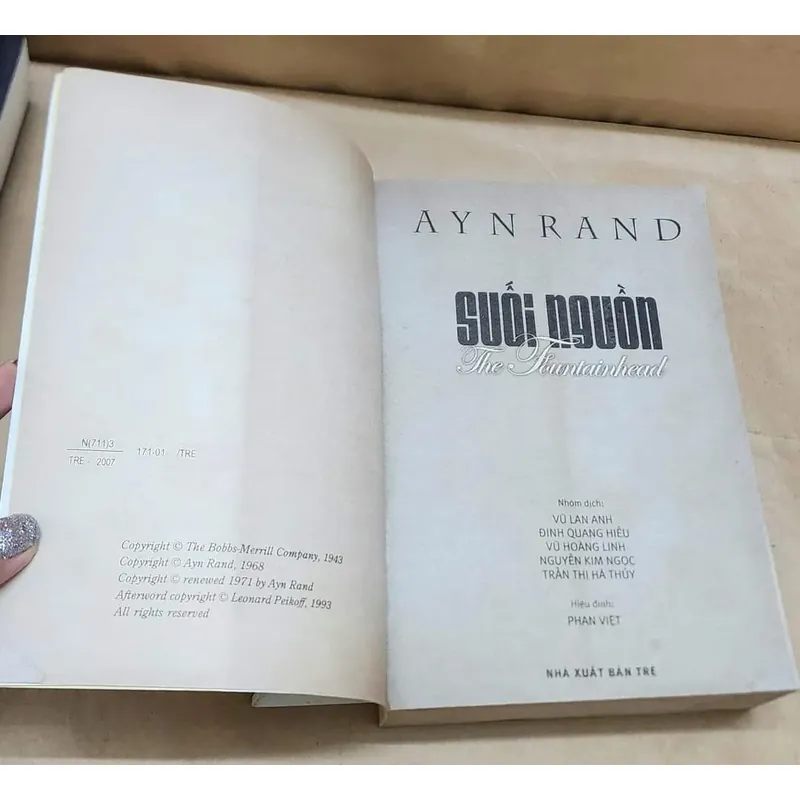 N(711)3
TRE - 2007
171-01 /TRE
Copyright © The Bobbs-Merrill Company, 1943
Copyright © Ayn Rand, 1968
Copyright © renewed 1971 by Ayn Rand
Afterword copyright © Leonard Peikoff, 1993
All rights reserved
AYN RAND
SUỐI NGUỒN
The Fountainhead
Nhóm dịch:
VŨ LAN ANH
ĐINH QUANG HIẾU
VŨ HOÀNG LINH
NGUYỄN KIM NGỌC
TRẦN THỊ HÀ THỦY
Hiệu đính:
PHAN VIỆT
NHÀ XUẤT BẢN TRẺ